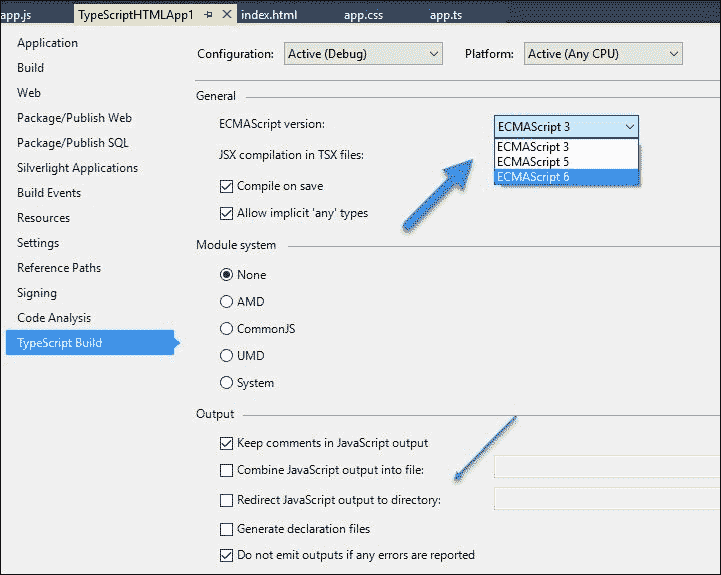 app.js TypeScriptHTMLApp1 index.html app.css app.ts
Application
Build
Web
Package/Publish Web
Package/Publish SQL
Silverlight Applications
Build Events
Resources
Settings
Reference Paths
Signing
Code Analysis
TypeScript Build
Configuration: Active (Debug) Platform: Active (Any CPU)
General
ECMAScript version: ECMAScript 3
ECMAScript 3
ECMAScript 5
ECMAScript 6
JSX compilation in TSX files:
Compile on save
Allow implicit 'any' types
Module system
None
AMD
CommonJS
UMD
System
Output
Keep comments in JavaScript output
Combine JavaScript output into file:
Redirect JavaScript output to directory:
Generate declaration files
Do not emit outputs if any errors are reported